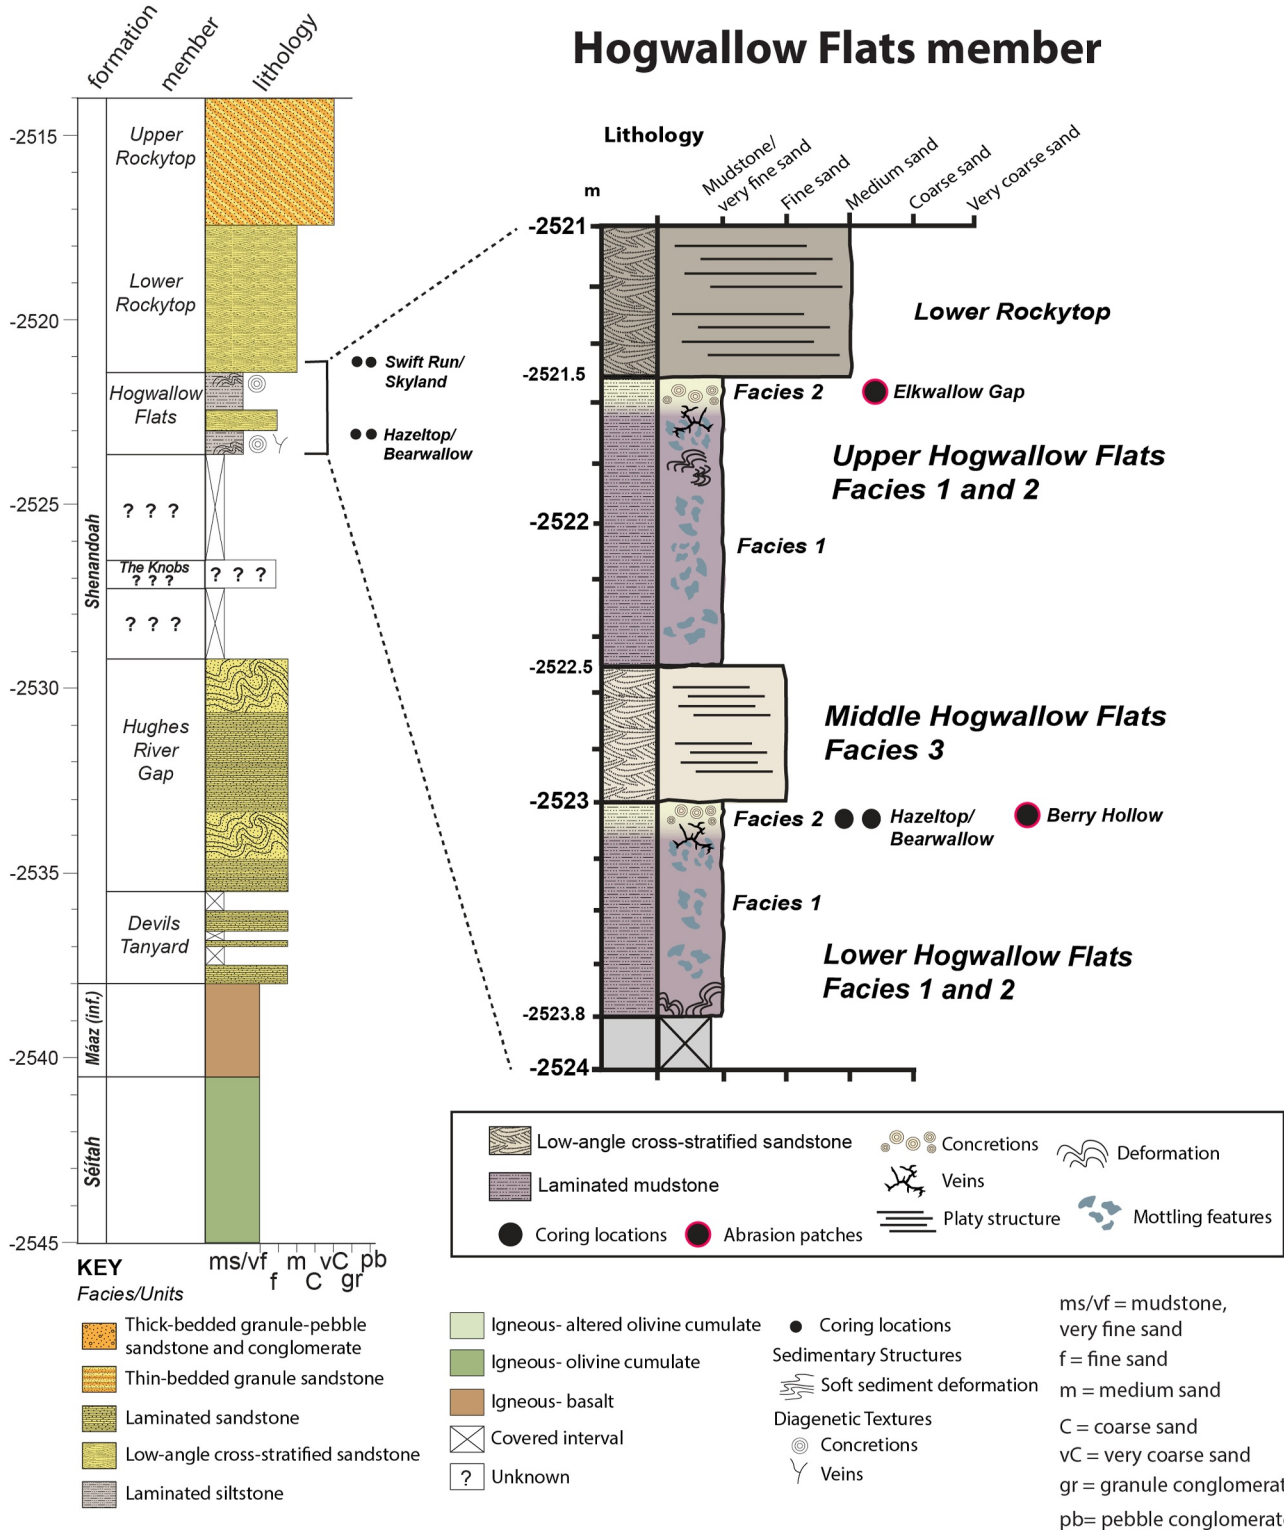 formation
member
lithology
Hogwallow Flats member
-2515
-2520
-2525
-2530
-2535
-2540
-2545
Shenandoah
Máaz (inf.)
Séitah
Upper
Rockytop
Lower
Rockytop
Hogwallow
Flats
? ? ?
The Knobs
? ? ?
? ? ?
? ? ?
Hughes
River
Gap
Devils
Tanyard
Swift Run/
Skyland
Hazeltop/
Bearwallow
ms/vf
f
m
C
vC
gr
pb
Lithology
m
Mudstone/
very fine sand
Fine sand
Medium sand
Coarse sand
Very coarse sand
-2521
-2521.5
-2522
-2522.5
-2523
-2523.8
-2524
Lower Rockytop
Facies 2
Elkwallow Gap
Upper Hogwallow Flats
Facies 1 and 2
Facies 1
Middle Hogwallow Flats
Facies 3
Facies 2
Hazeltop/
Bearwallow
Berry Hollow
Facies 1
Lower Hogwallow Flats
Facies 1 and 2
Low-angle cross-stratified sandstone
Laminated mudstone
Coring locations
Abrasion patches
Concretions
Veins
Platy structure
Deformation
Mottling features
KEY
Facies/Units
Thick-bedded granule-pebble
sandstone and conglomerate
Thin-bedded granule sandstone
Laminated sandstone
Low-angle cross-stratified sandstone
Laminated siltstone
Igneous- altered olivine cumulate
Igneous- olivine cumulate
Igneous- basalt
Covered interval
?
Unknown
Coring locations
Sedimentary Structures
Soft sediment deformation
Diagenetic Textures
Concretions
Veins
ms/vf = mudstone,
very fine sand
f = fine sand
m = medium sand
C = coarse sand
vC = very coarse sand
gr = granule conglomerat
pb= pebble conglomerat